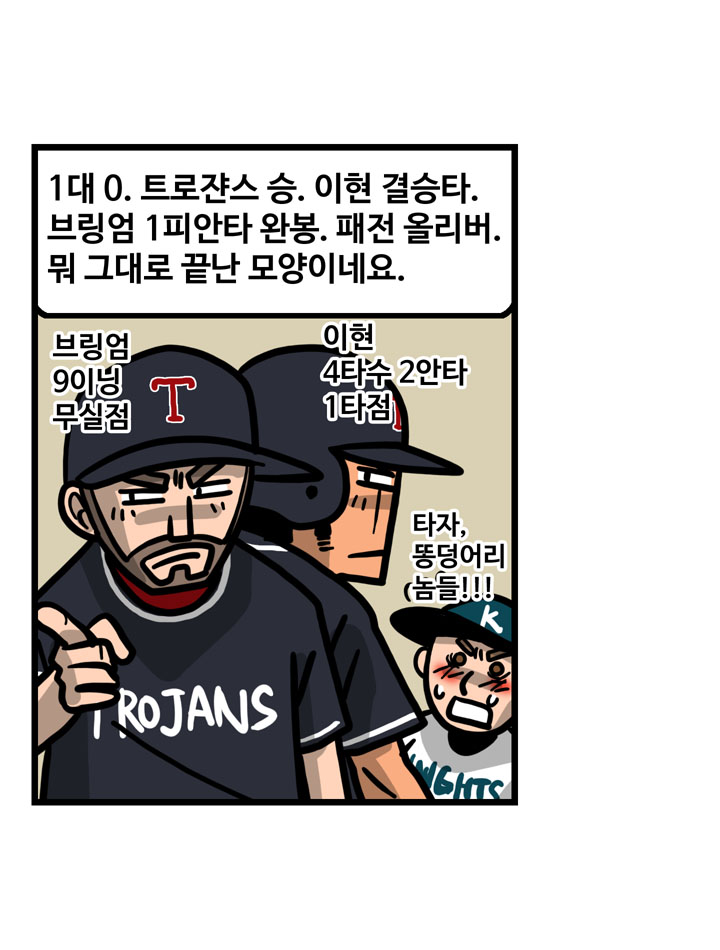 1대 0. 트로쟌스 승. 이현 결승타.
브링엄 1피안타 완봉. 패전 올리버.
뭐 그대로 끝난 모양이네요.
브링엄
9이닝
무실점
이현
4타수 2안타
1타점
T
타자,
똥덩어리
놈들!!!
K
TROJANS
KNIGHTS